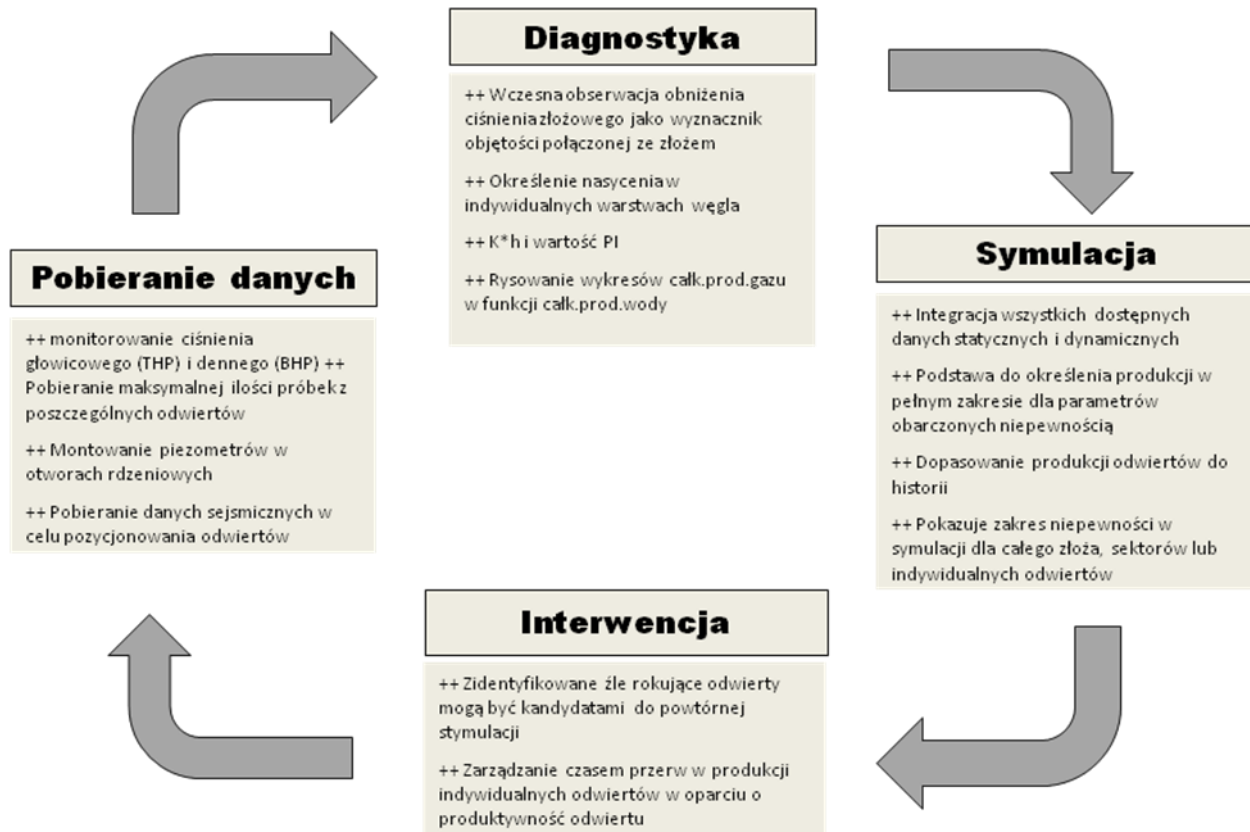 Diagnostyka
++ Wczesna obserwacja obniżenia
ciśnienia złożowego jako wyznacznik
objętości połączonej ze złożem
++ Określenie nasycenia w
indywidualnych warstwach węgla
++ K*h i wartość PI
++ Rysowanie wykresów całk.prod.gazu
w funkcji całk.prod.wody
Symulacja
++ Integracja wszystkich dostępnych
danych statycznych i dynamicznych
++ Podstawa do określenia produkcji w
pełnym zakresie dla parametrów
obarczonych niepewnością
++ Dopasowanie produkcji odwiertów do
historii
++ Pokazuje zakres niepewności w
symulacji dla całego złoża, sektorów lub
indywidualnych odwiertów
Interwencja
++ Zidentyfikowane źle rokujące odwierty
mogą być kandydatami do powtórnej
stymulacji
++ Zarządzanie czasem przerw w produkcji
indywidualnych odwiertów w oparciu o
produktywność odwiertu
Pobieranie danych
++ monitorowanie ciśnienia
głowicowego (THP) i dennego (BHP) ++
Pobieranie maksymalnej ilości próbek z
poszczególnych odwiertów
++ Montowanie piezometrów w
otworach rdzeniowych
++ Pobieranie danych sejsmicznych w
celu pozycjonowania odwiertów